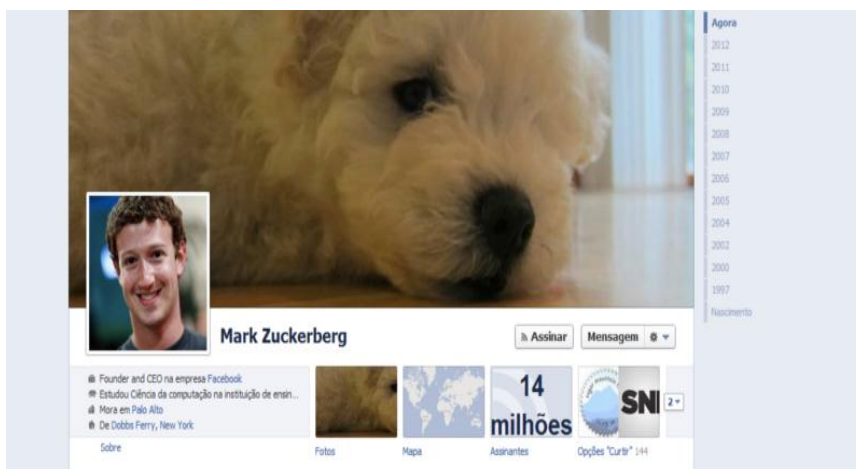 Agora
2012
2011
2010
2009
2008
2007
2006
2005
2004
2002
2000
1997
Nascimento
Mark Zuckerberg
Assinar
Mensagem
Founder and CEO na empresa Facebook
Estudou Ciência da computação na instituição de ensin...
Mora em Palo Alto
De Dobbs Ferry, New York
Sobre
14
milhões
SNL
2
Fotos
Mapa
Assinantes
Opções "Curtir" 144